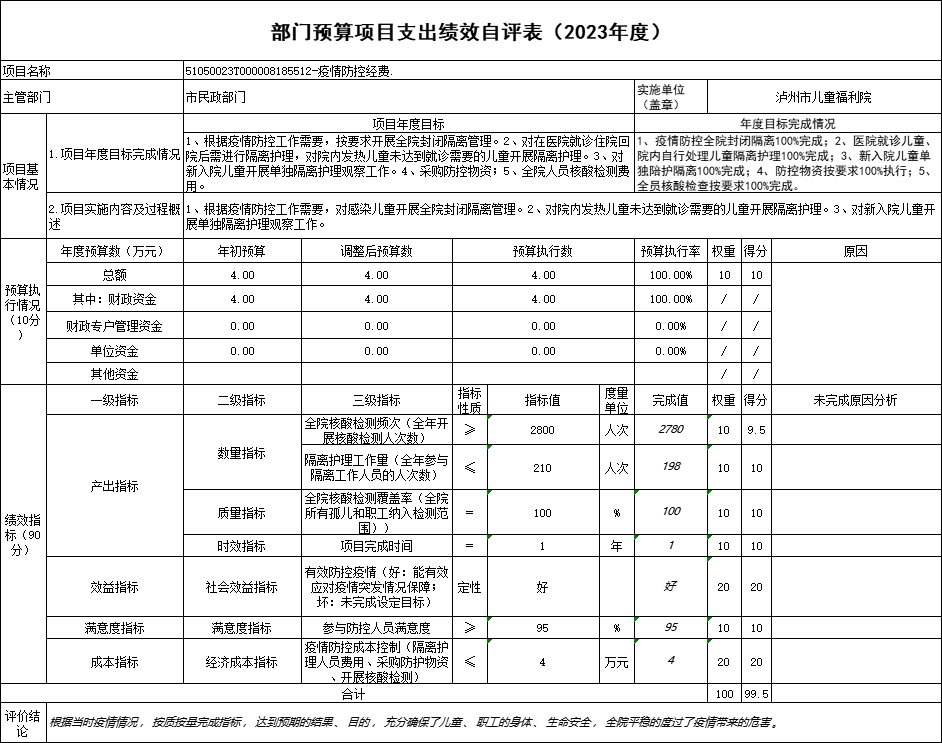 部门预算项目支出绩效自评表（2023年度）
项目名称 51050023T000008185512-疫情防控经费.
主管部门 市民政部门 实施单位（盖章） 泸州市儿童福利院
项目基本情况
项目年度目标 年度目标完成情况
1.项目年度目标完成情况
1、根据疫情防控工作需要，按要求开展全院封闭隔离管理。2、对在医院就诊住院回
院后需进行隔离护理，对院内发热儿童未达到就诊需要的儿童开展隔离护理。3、对
新入院儿童开展单独隔离护理观察工作。4、采购防控物资；5、全院人员核酸检测费
用。
1、疫情防控全院封闭隔离100%完成；2、医院就诊儿童、
院内自行处理儿童隔离护理100%完成；3、新入院儿童单
独陪护隔离100%完成；4、防控物资按要求100%执行；5、
全员核酸检查按要求100%完成。
2.项目实施内容及过程概
述
1、根据疫情防控工作需要，对感染儿童开展全院封闭隔离管理。2、对院内发热儿童未达到就诊需要的儿童开展隔离护理。3、对新入院儿童开
展单独隔离护理观察工作。
预算执行情况（10分）
年度预算数（万元） 年初预算 调整后预算数 预算执行数 预算执行率 权重 得分 原因
总额 4.00 4.00 4.00 100.00% 10 10
其中：财政资金 4.00 4.00 4.00 100.00% / /
财政专户管理资金 0.00 0.00 0.00 0.00% / /
单位资金 0.00 0.00 0.00 0.00% / /
其他资金 / /
绩效指标（90分）
一级指标 二级指标 三级指标 指标性质 指标值 度量单位 完成值 权重 得分 未完成原因分析
产出指标
数量指标
全院核酸检测频次（全年开
展核酸检测人次数） ≥ 2800 人次 2780 10 9.5
隔离护理工作量（全年参与
隔离工作人员的人次数） ≤ 210 人次 198 10 10
质量指标
全院核酸检测覆盖率（全院
所有孤儿和职工纳入检测范
围）） ＝ 100 % 100 10 10
时效指标 项目完成时间 ＝ 1 年 1 10 10
效益指标 社会效益指标
有效防控疫情（好：能有效
应对疫情突发情况保障；
坏：未完成设定目标） 定性 好 好 20 20
满意度指标 满意度指标 参与防控人员满意度 ≥ 95 % 95 10 10
成本指标 经济成本指标
疫情防控成本控制（隔离护
理人员费用、采购防护物资
、开展核酸检测） ≤ 4 万元 4 20 20
合计 100 99.5
评价结论
根据当时疫情情况，按质按量完成指标，达到预期的结果、目的，充分确保了儿童、职工的身体、生命安全，全院平稳的度过了疫情带来的危害。